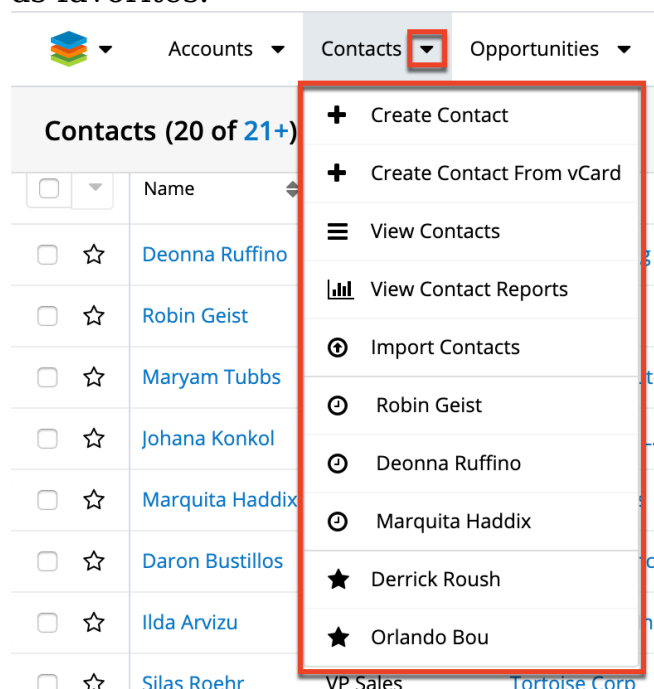 as favorites.
Accounts Contacts Opportunities
Contacts (20 of 21+)
Name
Create Contact
Create Contact From vCard
View Contacts
View Contact Reports
Import Contacts
Robin Geist
Deonna Ruffino
Marquita Haddix
Derrick Roush
Orlando Bou
Deonna Ruffino
Robin Geist
Maryam Tubbs
Johana Konkol
Marquita Haddix
Daron Bustillos
Ilda Arvizu
Silas Roehr VP Sales Tortoise Corp